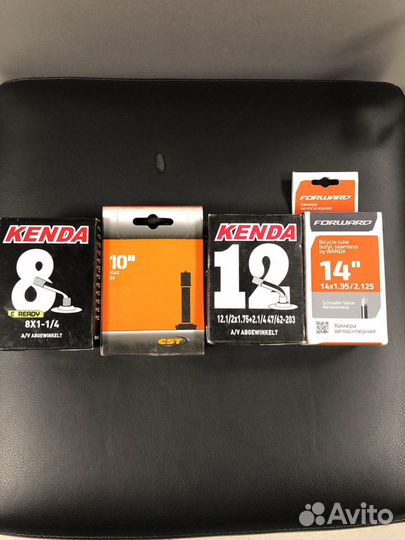 KENDA
8
E READY
8X1-1/4
A/V ABGEWINKELT
10"
10x2
BV
CST
KENDA
12
12.1/2x1.75+2.1/4 47/62-203
A/V ABGEWINKELT
FORWARD
Камера
велосипедная
FORWARD
Bicycle tube
butyl, seamless
by WANDA
14"
14x1.95/2.125
Schrader Valve
Автониппель
Камера
велосипедная
Avito